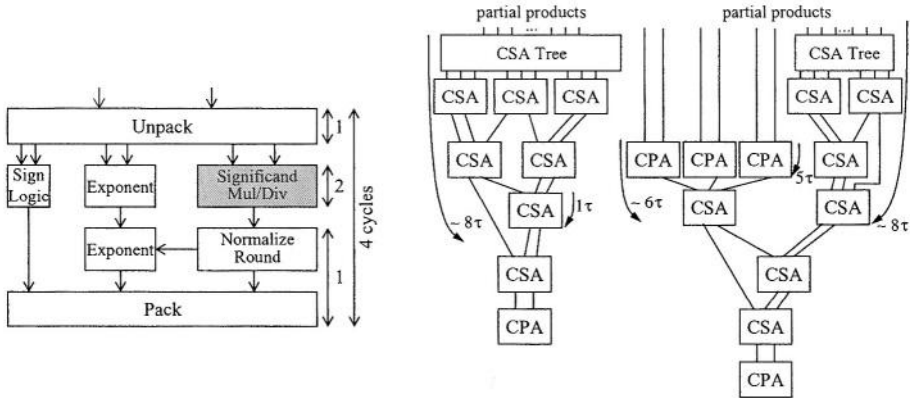 Unpack
1
Sign
Logic
Exponent
Significand
Mul/Div
2
4 cycles
Exponent
Normalize
Round
1
Pack
partial products
...
CSA Tree
CSA
CSA
CSA
CSA
CSA
CSA
~ 8τ
1τ
CSA
CPA
partial products
...
CSA Tree
CSA
CSA
CPA
CPA
CPA
CSA
5τ
~ 6τ
CSA
CSA
~ 8τ
CSA
CSA
CPA